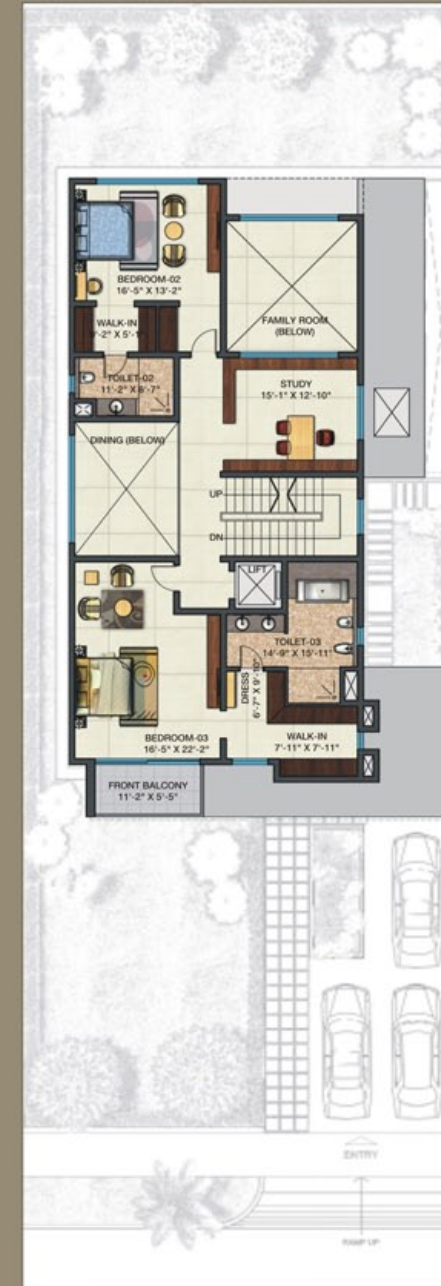 BEDROOM-02
16'-5" X 13'-2"
FAMILY ROOM
(BELOW)
WALK-IN
TOILET-02
11'-2" X 6'-7"
STUDY
15'-1" X 12'-10"
DINING (BELOW)
UP
DN
LIFT
TOILET-03
14'-9" X 15'-11"
DRESS
6'-7" X 9'-10"
BEDROOM-03
16'-5" X 22'-2"
WALK-IN
7'-11" X 7'-11"
FRONT BALCONY
11'-2" X 5'-5"
ENTRY
RAMP UP